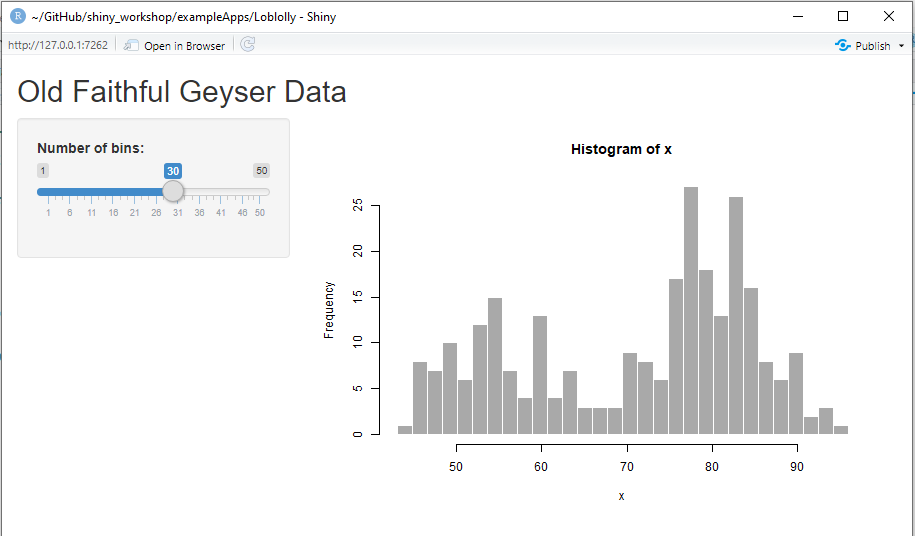 R ~/GitHub/shiny_workshop/exampleApps/Loblolly - Shiny
http://127.0.0.1:7262 Open in Browser Publish
Old Faithful Geyser Data
Number of bins:
1 30 50
1 6 11 16 21 26 31 36 41 46 50
Histogram of x
Frequency
25
20
15
10
5
0
50 60 70 80 90
x